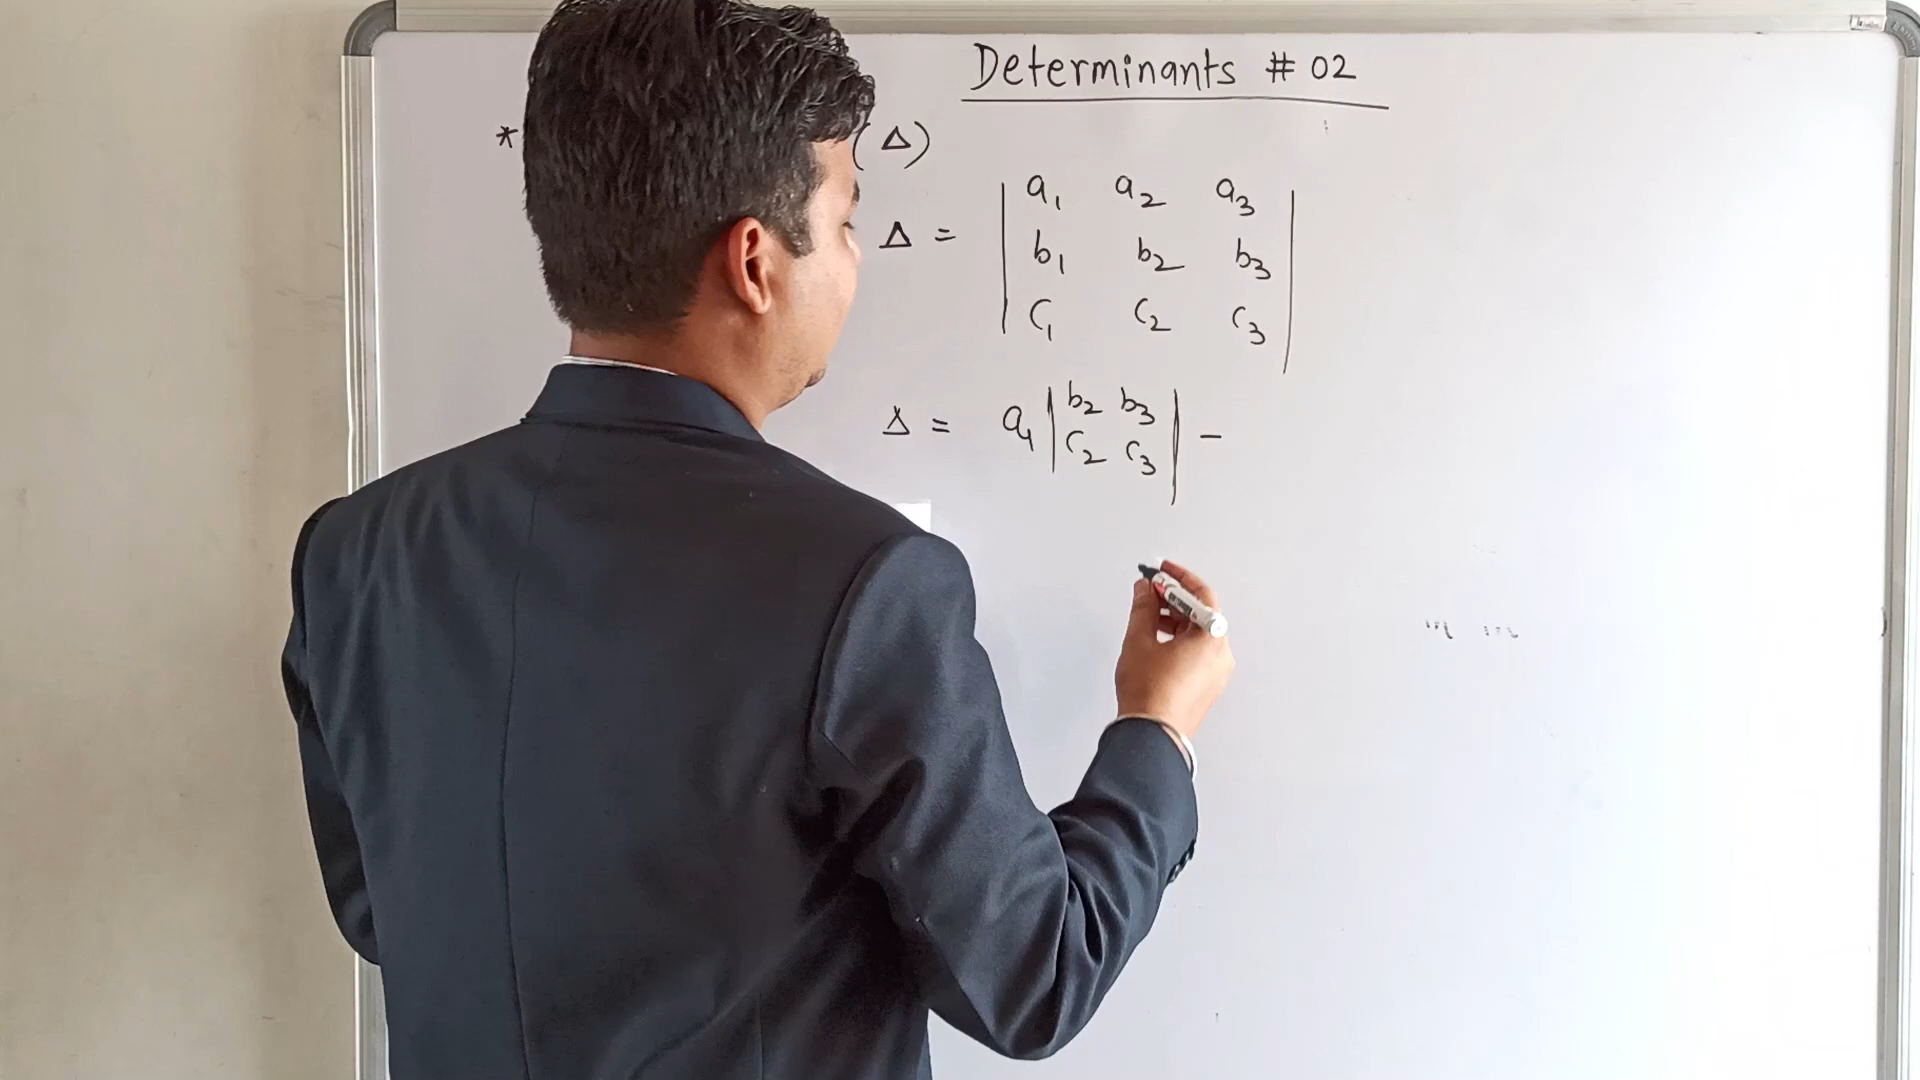 Determinants # 02
* (Δ)
Δ = | a₁ a₂ a₃ |
| b₁ b₂ b₃ |
| c₁ c₂ c₃ |
Δ = a₁ | b₂ b₃ | -
| c₂ c₃ |